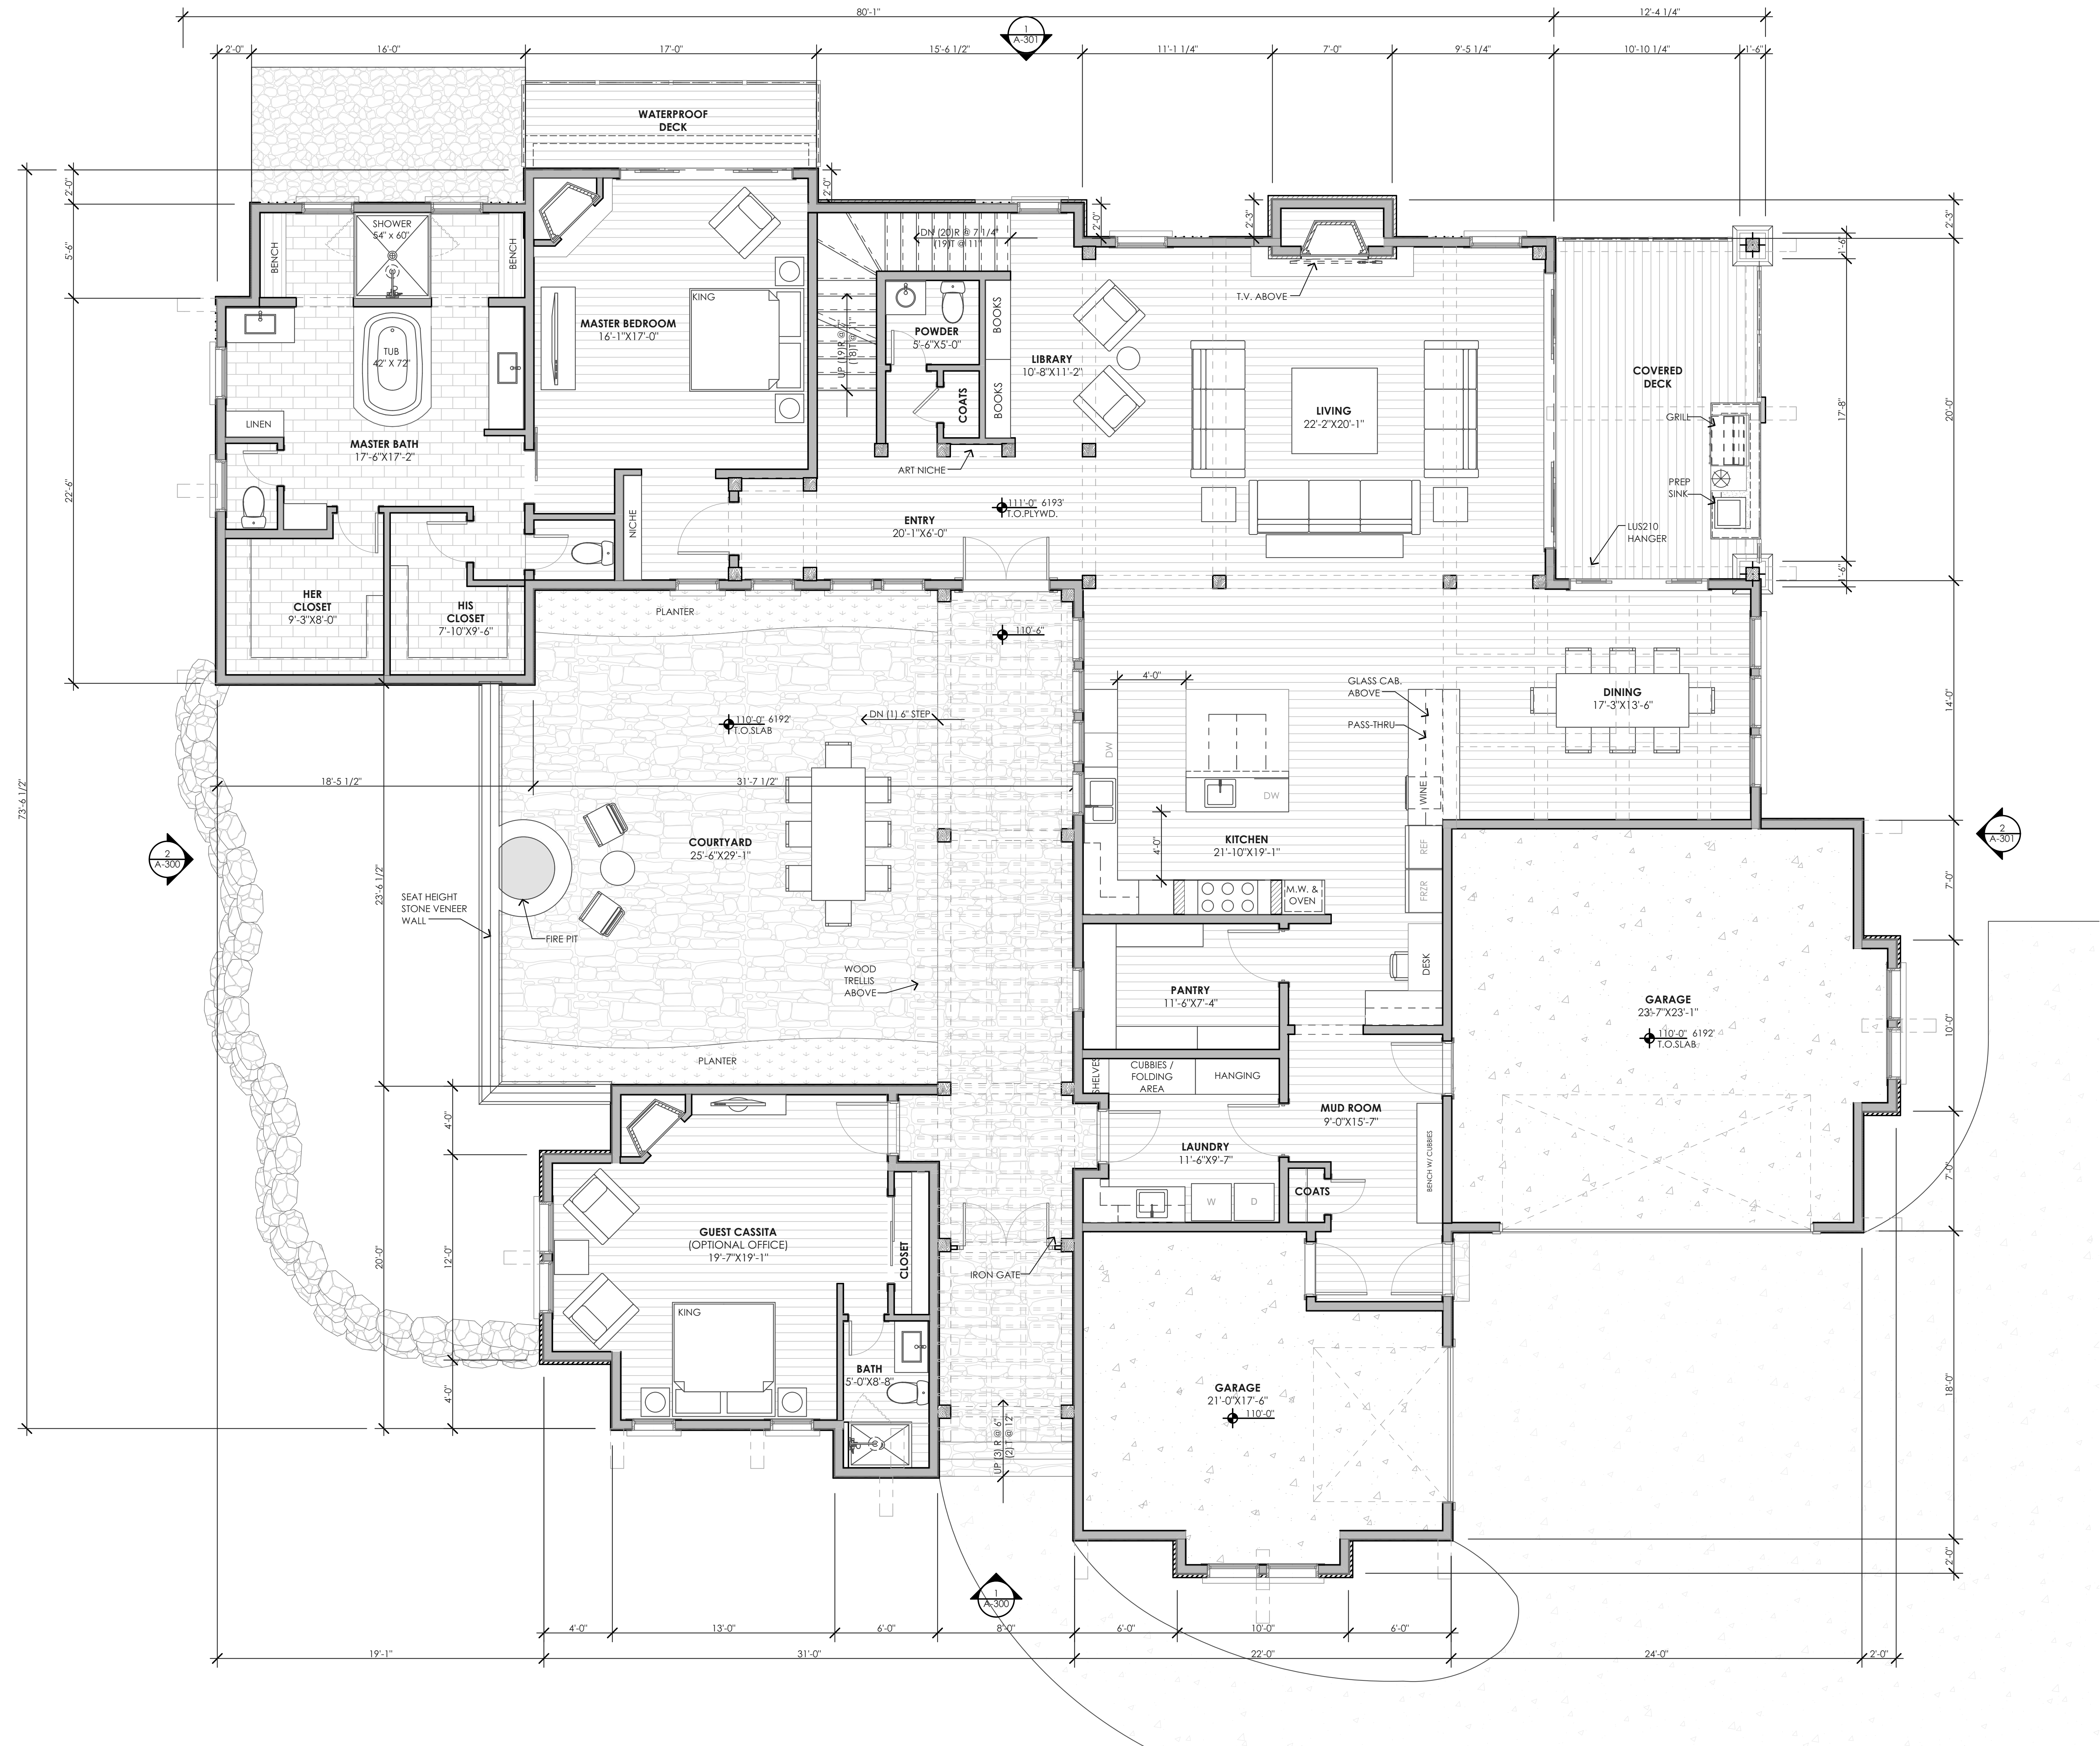 80'-1"
12'-4 1/4"
1
A-301
2'-0"
16'-0"
17'-0"
15'-6 1/2"
11'-1 1/4"
7'-0"
9'-5 1/4"
10'-10 1/4"
1'-6"
WATERPROOF
DECK
2'-0"
2'-0"
2'-0"
2'-3"
2'-3"
5'-6"
SHOWER
54" x 60"
BENCH
BENCH
DN (20)R @ 7 1/4"
(19)T @ 11"
1'-6"
T.V. ABOVE
KING
MASTER BEDROOM
16'-1"X17'-0"
POWDER
5'-6"X5'-0"
BOOKS
BOOKS
LIBRARY
10'-8"X11'-2"
TUB
42" X 72"
COATS
LIVING
22'-2"X20'-1"
COVERED
DECK
17'-8"
20'-0"
GRILL
LINEN
MASTER BATH
17'-6"X17'-2"
ART NICHE
PREP
SINK
22'-6"
NICHE
111'-0" 6193'
T.O.PLYWD.
ENTRY
20'-1"X6'-0"
LUS210
HANGER
1'-6"
HER
CLOSET
9'-3"X8'-0"
HIS
CLOSET
7'-10"X9'-6"
PLANTER
110'-6"
4'-0"
GLASS CAB.
ABOVE
PASS-THRU
DINING
17'-3"X13'-6"
14'-0"
110'-0" 6192'
T.O.SLAB
DN (1) 6" STEP
DW
WINE
DW
73'-6 1/2"
18'-5 1/2"
31'-7 1/2"
COURTYARD
25'-6"X29'-1"
KITCHEN
21'-10"X19'-1"
4'-0"
REF
FRZR
2
A-300
2
A-301
7'-0"
M.W. &
OVEN
SEAT HEIGHT
STONE VENEER
WALL
23'-6 1/2"
FIRE PIT
WOOD
TRELLIS
ABOVE
DESK
PANTRY
11'-6"X7'-4"
GARAGE
23'-7"X23'-1"
110'-0" 6192'
T.O.SLAB
10'-0"
PLANTER
SHELVES
CUBBIES /
FOLDING
AREA
HANGING
4'-0"
MUD ROOM
9'-0"X15'-7"
LAUNDRY
11'-6"X9'-7"
BENCH W/ CUBBIES
7'-0"
COATS
W
D
GUEST CASSITA
(OPTIONAL OFFICE)
19'-7"X19'-1"
CLOSET
20'-0"
12'-0"
IRON GATE
KING
BATH
5'-0"X8'-8"
4'-0"
UP (3) R @ 6"
(2) T @ 12"
GARAGE
21'-0"X17'-6"
110'-0"
18'-0"
2'-0"
1
A-300
4'-0"
13'-0"
6'-0"
8'-0"
6'-0"
10'-0"
6'-0"
19'-1"
31'-0"
22'-0"
24'-0"
2'-0"